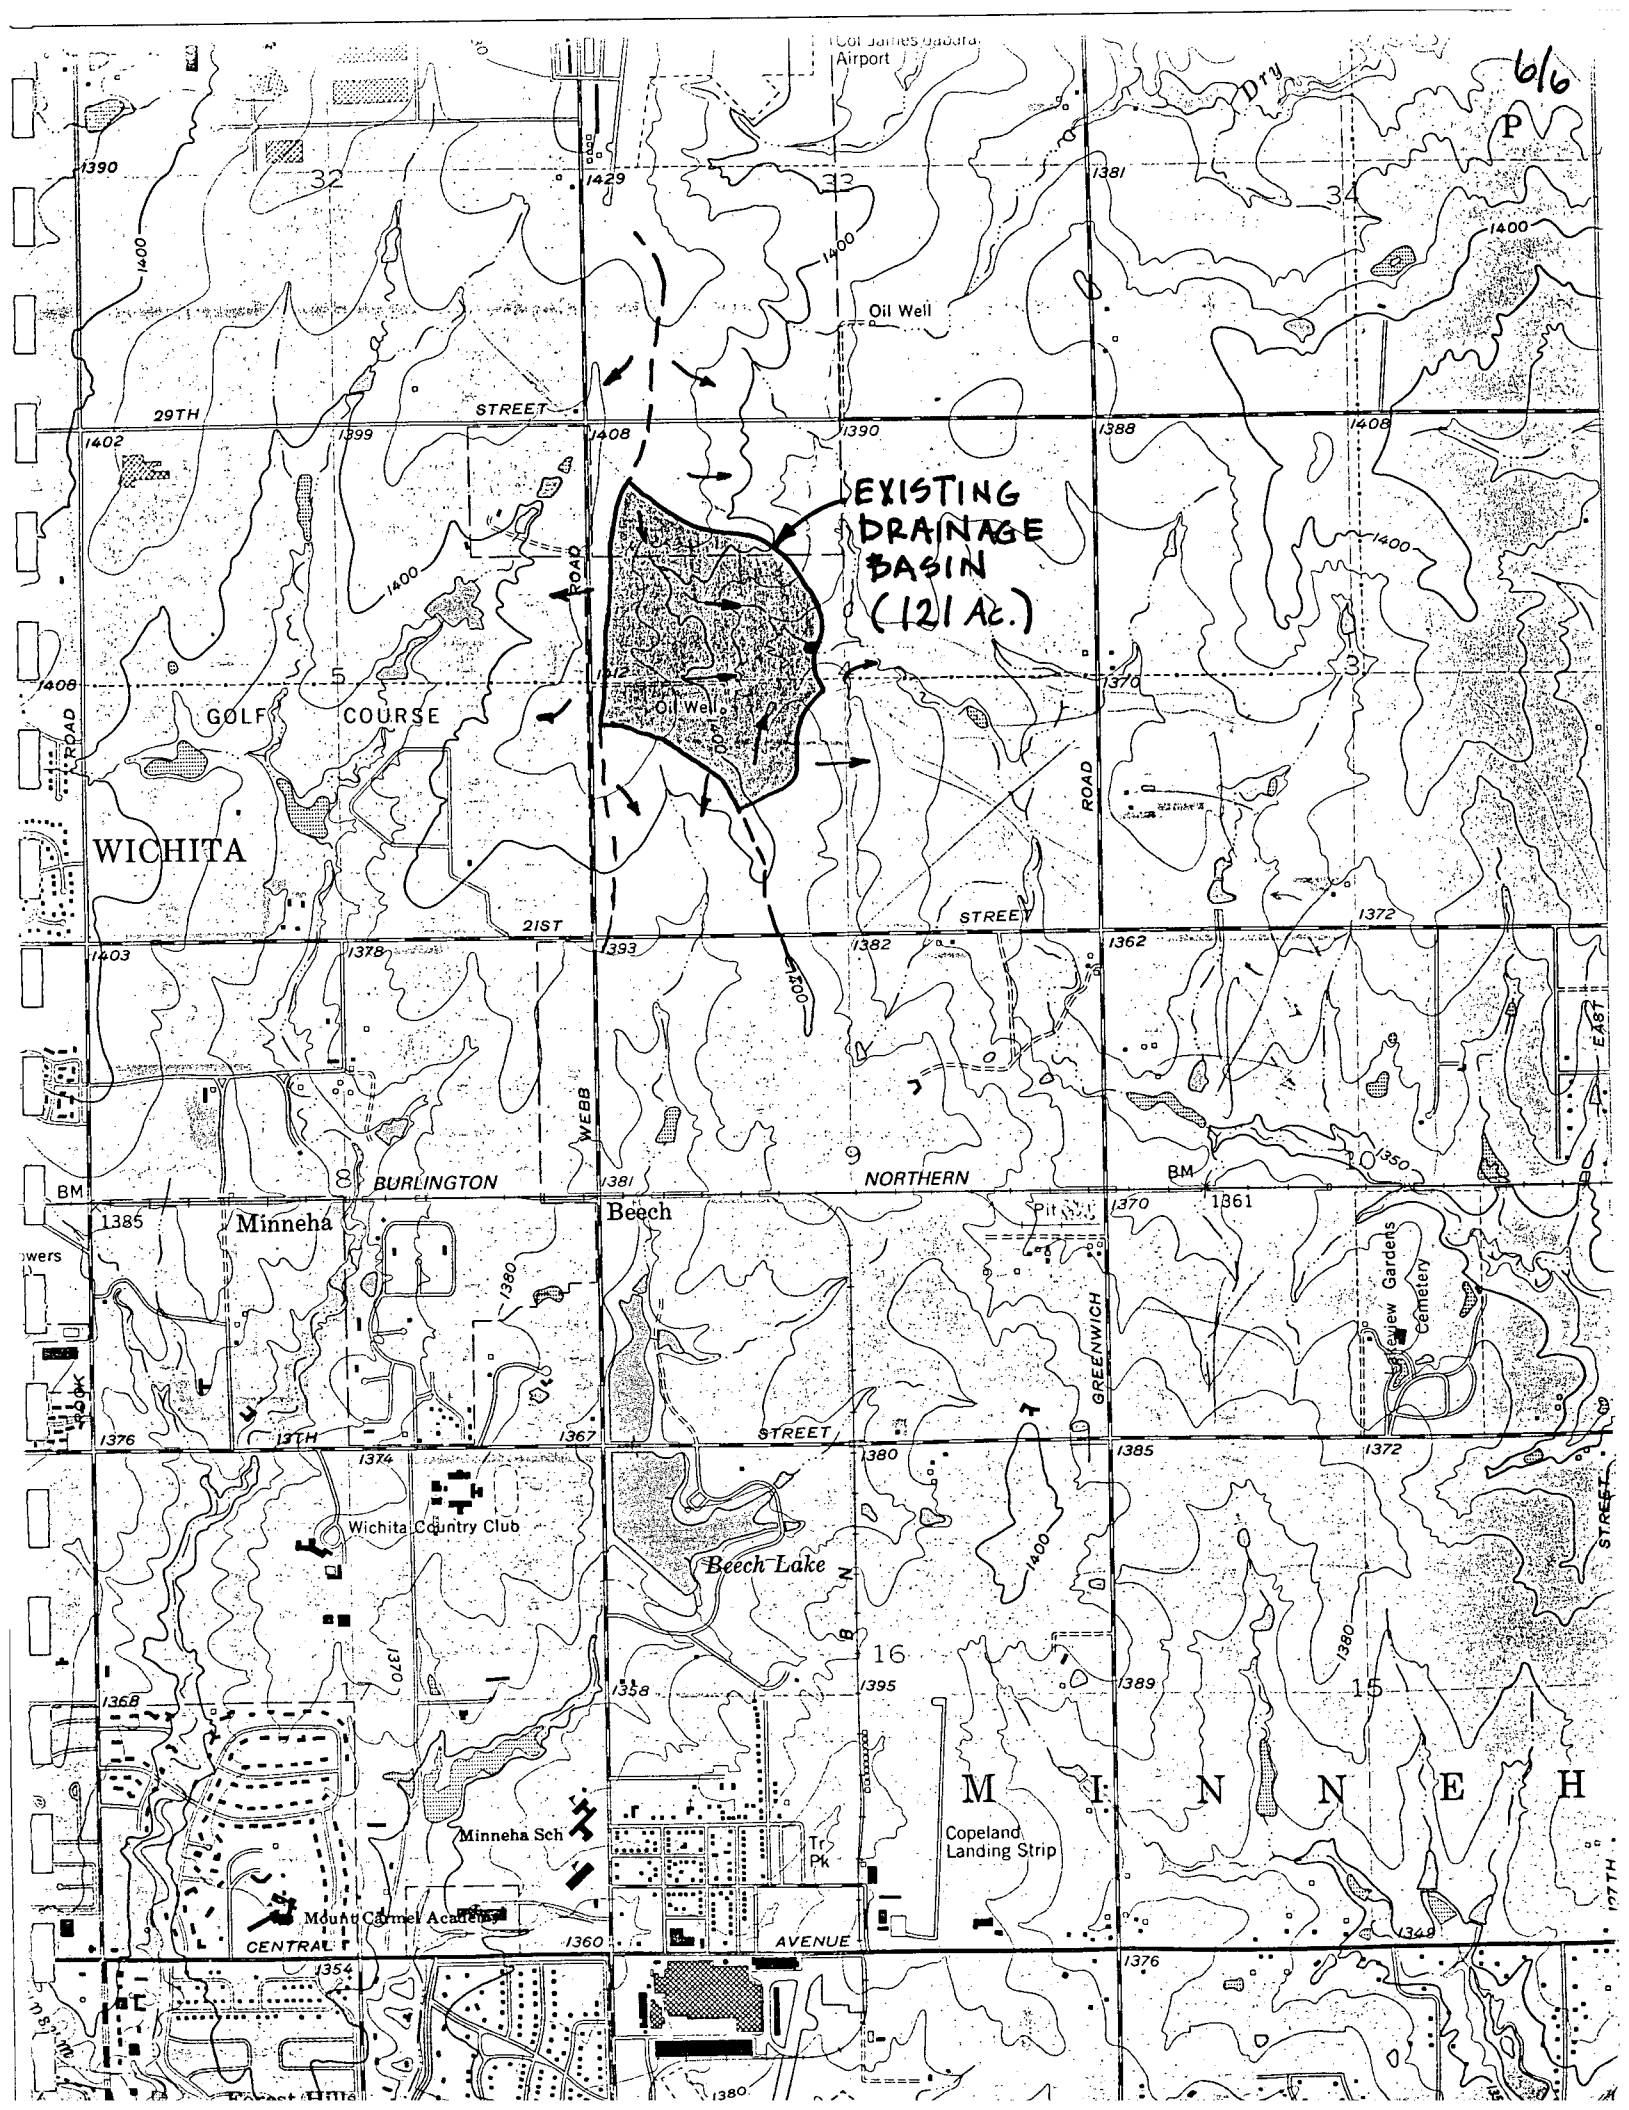 Col James Jabara
Airport
6/6
Dry
P
1390
32
1429
33
1381
34
1400
1400
1400
Oil Well
29TH
STREET
1402
1399
1408
1390
1388
1408
EXISTING
DRAINAGE
BASIN
(121 AC.)
1400
1400
ROAD
1408
5
1412
Oil Well
4
1370
3
GOLF
COURSE
ROAD
ROAD
WICHITA
21ST
STREET
1372
1403
1378
1393
1382
1362
1400
EAST
WEBB
8
9
10
1350
BM
BURLINGTON
1381
NORTHERN
BM
1385
Minneha
Beech
Pit
1370
1361
1380
GREENWICH
Lakeview Gardens
Cemetery
ROCK
1376
13TH
1374
1367
STREET
1380
1385
1372
STREET
Wichita Country Club
Beech Lake
1400
N
B
16
1370
1380
15
1368
1358
1395
1389
M I N N E H
Minneha Sch
Tr
Pk
Copeland
Landing Strip
127TH
Mount Carmel Academy
CENTRAL
1360
AVENUE
1349
1354
1376
Forest Hills
1380